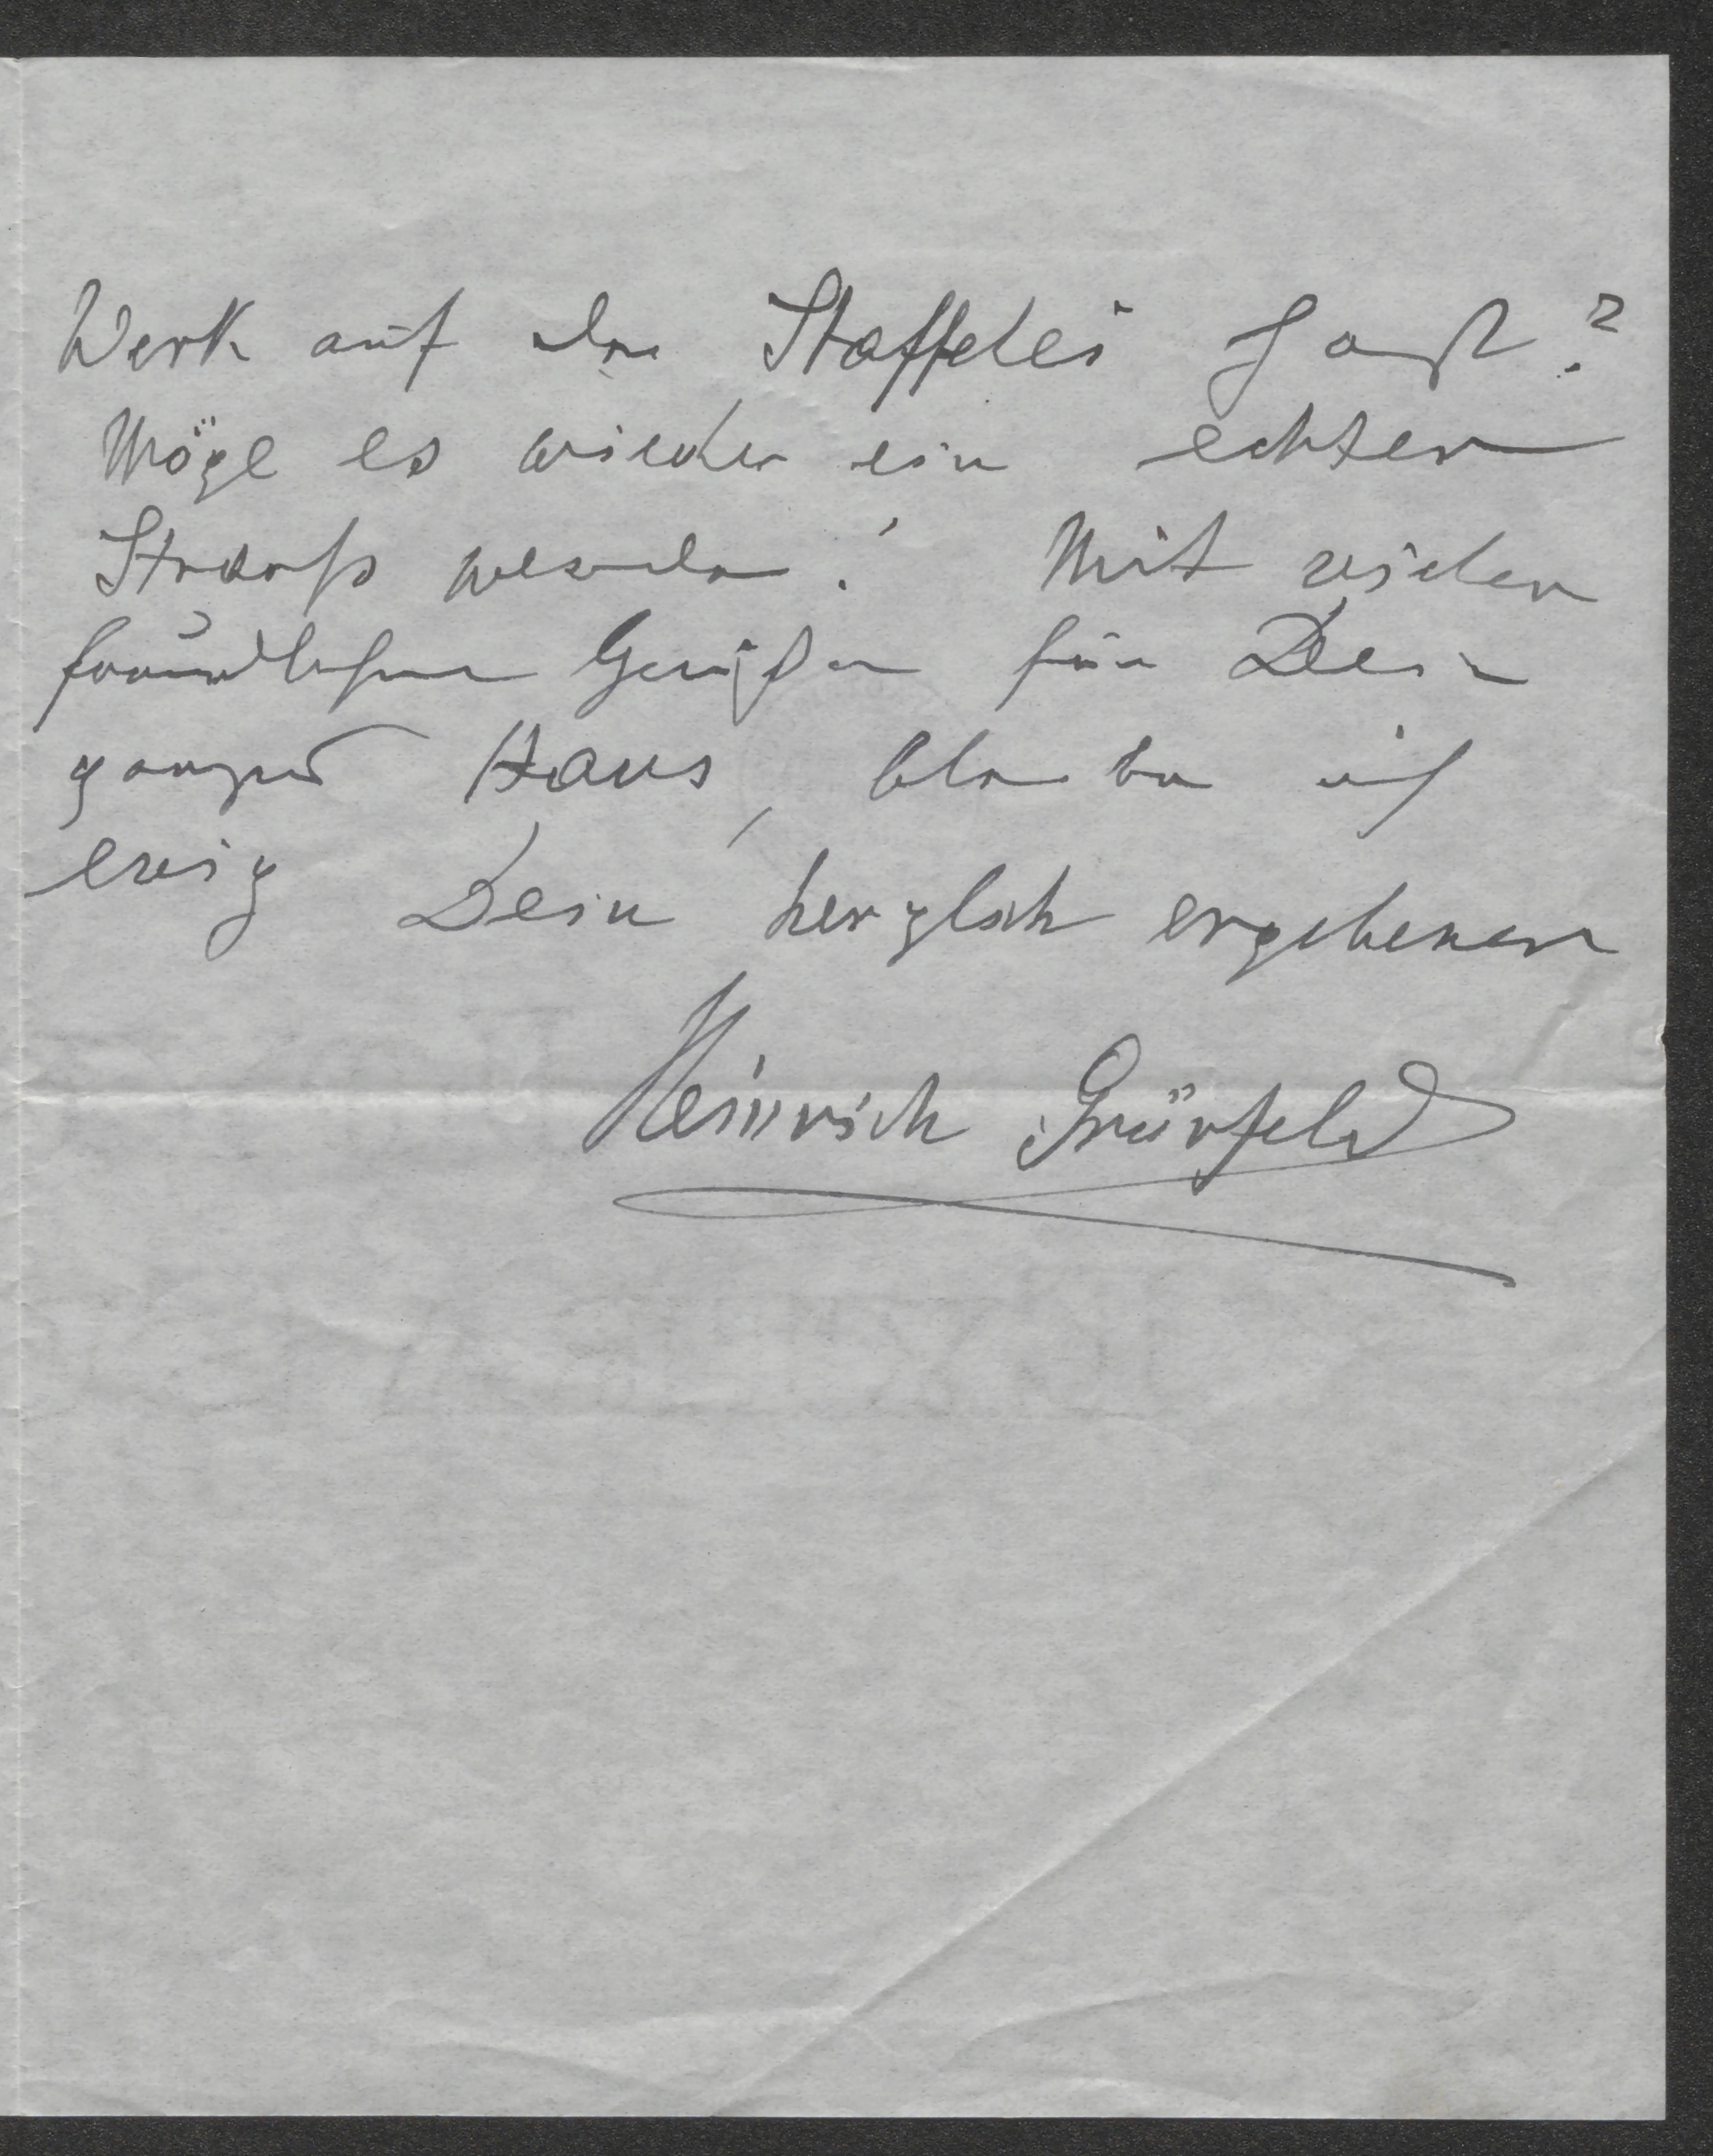 Werk auf der Staffelei hast?
Möge es wieder ein echter
Strauß werden! Mit vielen
freundlichen Grüßen für Dein
ganzes Haus, bleibe ich
ewig Dein herzlich ergebener
Heinrich Grünfeld